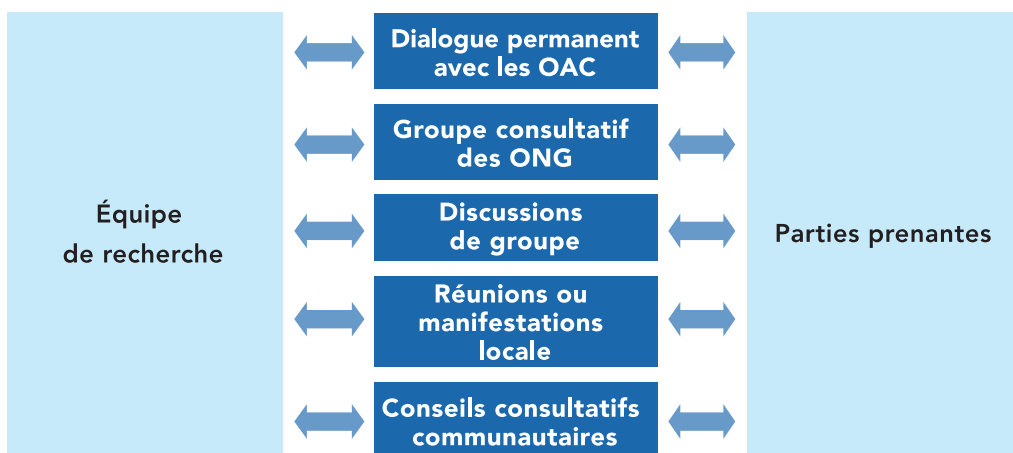 Équipe
de recherche
Dialogue permanent
avec les OAC
Groupe consultatif
des ONG
Discussions
de groupe
Réunions ou
manifestations
locale
Conseils consultatifs
communautaires
Parties prenantes